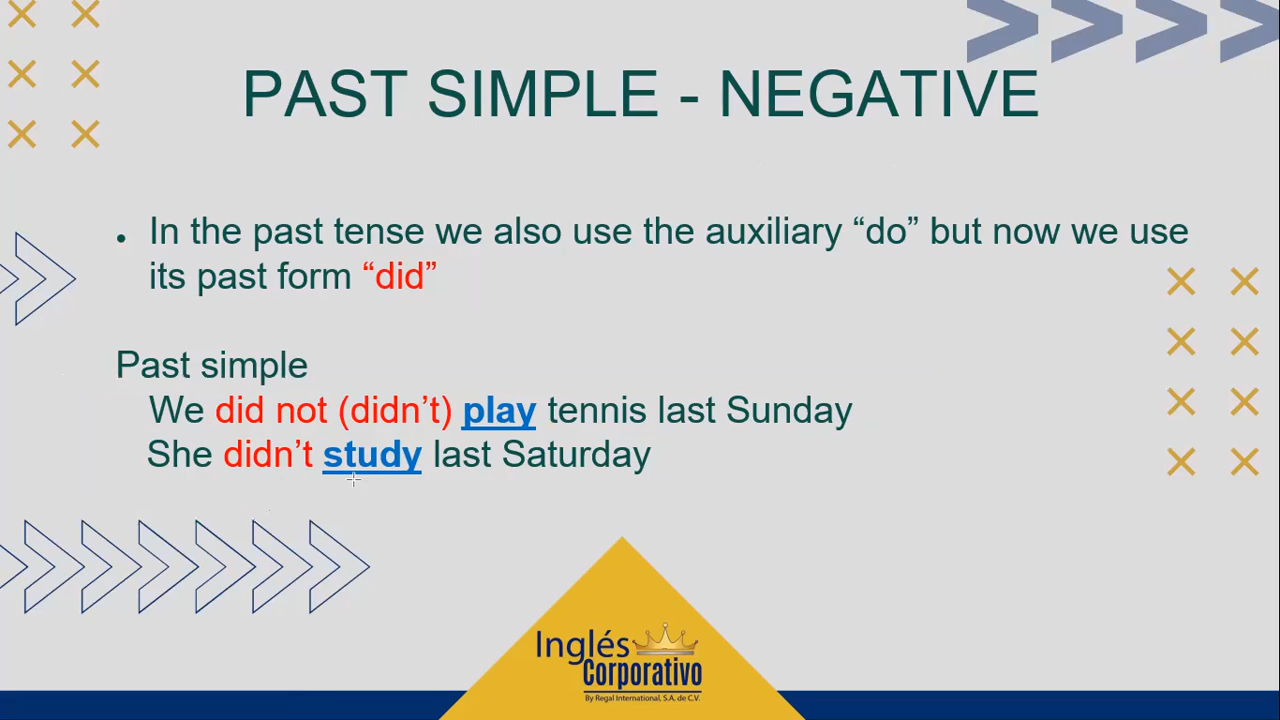 PAST SIMPLE - NEGATIVE
• In the past tense we also use the auxiliary “do” but now we use
its past form “did”
Past simple
We did not (didn’t) play tennis last Sunday
She didn’t study last Saturday
Inglés
Corporativo
By Regal International, S.A. de C.V.